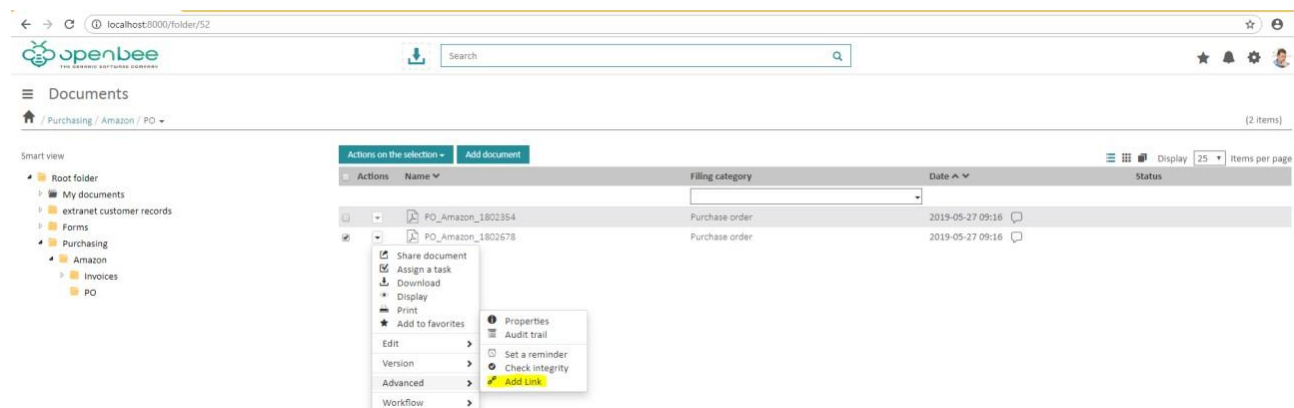 localhost:8000/folder/52
openbee
Search
Documents
/ Purchasing / Amazon / PO
(2 items)
Smart view
Actions on the selection
Add document
Display 25 Items per page
Root folder
My documents
extranet customer records
Forms
Purchasing
Amazon
Invoices
PO
Actions Name Filing category Date Status
PO_Amazon_1802354 Purchase order 2019-05-27 09:16
PO_Amazon_1802678 Purchase order 2019-05-27 09:16
Share document
Assign a task
Download
Display
Print
Add to favorites
Edit
Version
Advanced
Workflow
Properties
Audit trail
Set a reminder
Check integrity
Add Link